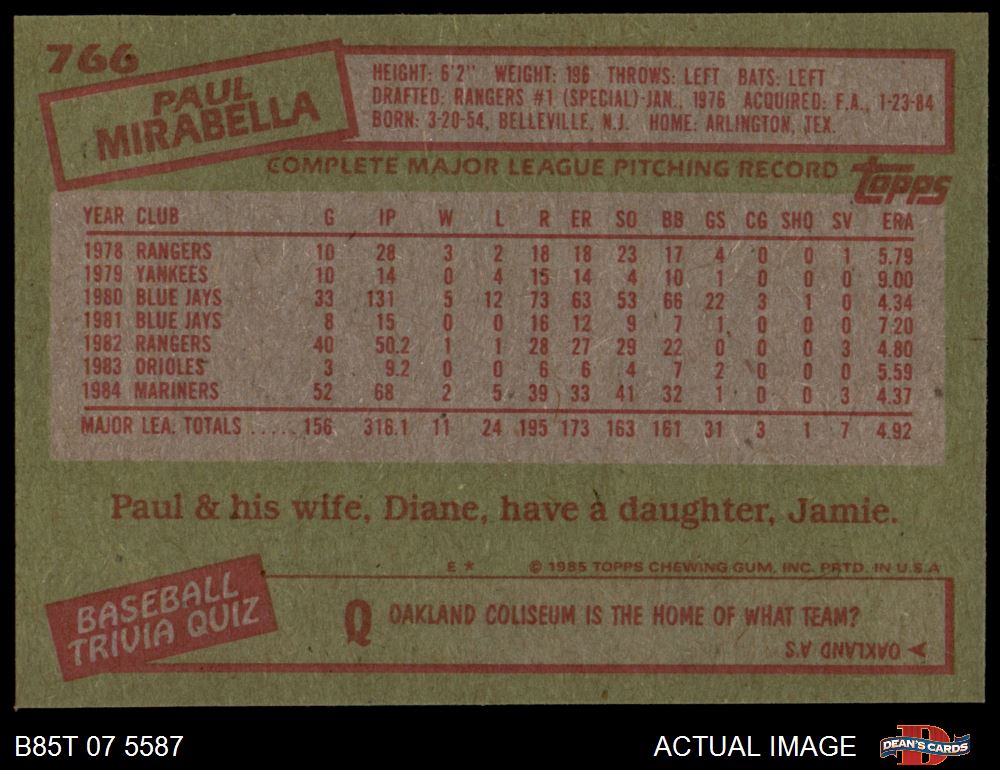 766
PAUL
MIRABELLA
HEIGHT: 6'2" WEIGHT: 196 THROWS: LEFT BATS: LEFT
DRAFTED: RANGERS #1 (SPECIAL)-JAN., 1976 ACQUIRED: F.A., 1-23-84
BORN: 3-20-54, BELLEVILLE, N.J. HOME: ARLINGTON, TEX.
COMPLETE MAJOR LEAGUE PITCHING RECORD
topps
YEAR CLUB G IP W L R ER SO BB GS CG SHO SV ERA
1978 RANGERS 10 28 3 2 18 18 23 17 4 0 0 1 5.79
1979 YANKEES 10 14 0 4 15 14 4 10 1 0 0 0 9.00
1980 BLUE JAYS 33 131 5 12 73 63 53 66 22 3 1 0 4.34
1981 BLUE JAYS 8 15 0 0 16 12 9 7 1 0 0 0 7.20
1982 RANGERS 40 50.2 1 1 28 27 29 22 0 0 0 3 4.80
1983 ORIOLES 3 9.2 0 0 6 6 4 7 2 0 0 0 5.59
1984 MARINERS 52 68 2 5 39 33 41 32 1 0 0 3 4.37
MAJOR LEA. TOTALS ..... 156 316.1 11 24 195 173 163 161 31 3 1 7 4.92
Paul & his wife, Diane, have a daughter, Jamie.
E * © 1985 TOPPS CHEWING GUM, INC. PRTD. IN U.S.A
BASEBALL
TRIVIA QUIZ
Q OAKLAND COLISEUM IS THE HOME OF WHAT TEAM?
OAKLAND A'S
B85T 07 5587
ACTUAL IMAGE
D
DEAN'S CARDS